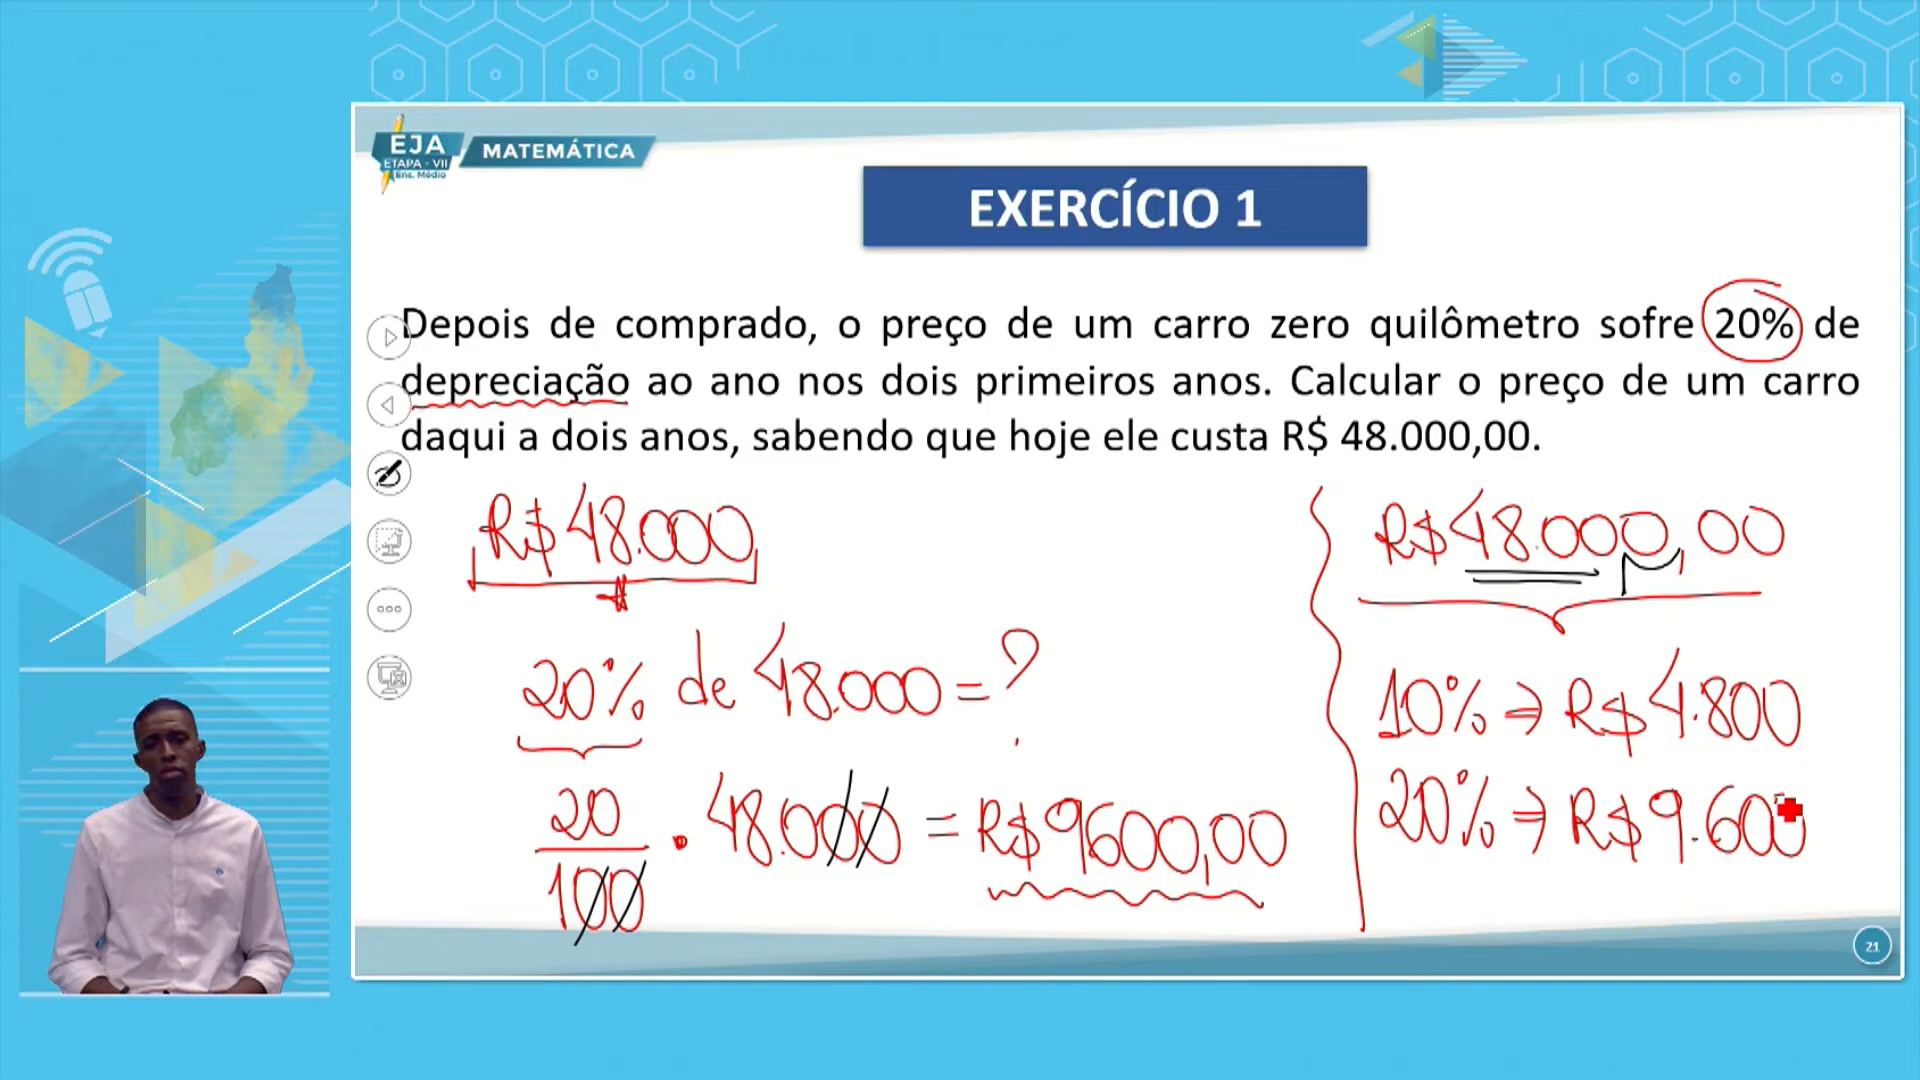 EJA
ETAPA - VII
Ens. Médio
MATEMÁTICA
EXERCÍCIO 1
Depois de comprado, o preço de um carro zero quilômetro sofre 20% de
depreciação ao ano nos dois primeiros anos. Calcular o preço de um carro
daqui a dois anos, sabendo que hoje ele custa R$ 48.000,00.
R$ 48.000
20% de 48.000 = ?
20/100 . 48.000 = R$ 9600,00
R$ 48.000,00
10% ⇒ R$ 4.800
20% ⇒ R$ 9.600
21